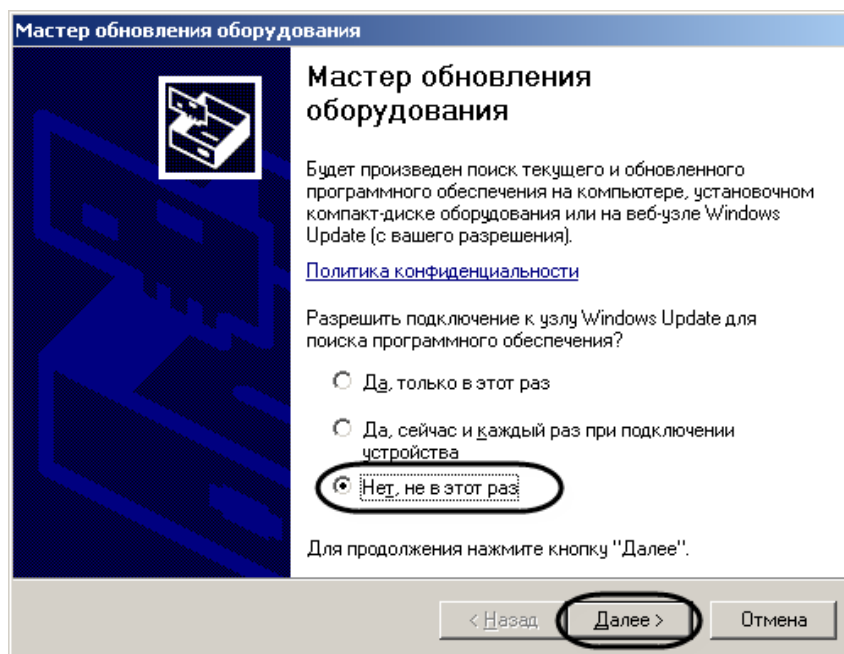 Мастер обновления оборудования
Мастер обновления
оборудования
Будет произведен поиск текущего и обновленного
программного обеспечения на компьютере, установочном
компакт-диске оборудования или на веб-узле Windows
Update (с вашего разрешения).
Политика конфиденциальности
Разрешить подключение к узлу Windows Update для
поиска программного обеспечения?
Да, только в этот раз
Да, сейчас и каждый раз при подключении
устройства
Нет, не в этот раз
Для продолжения нажмите кнопку "Далее".
< Назад
Далее >
Отмена